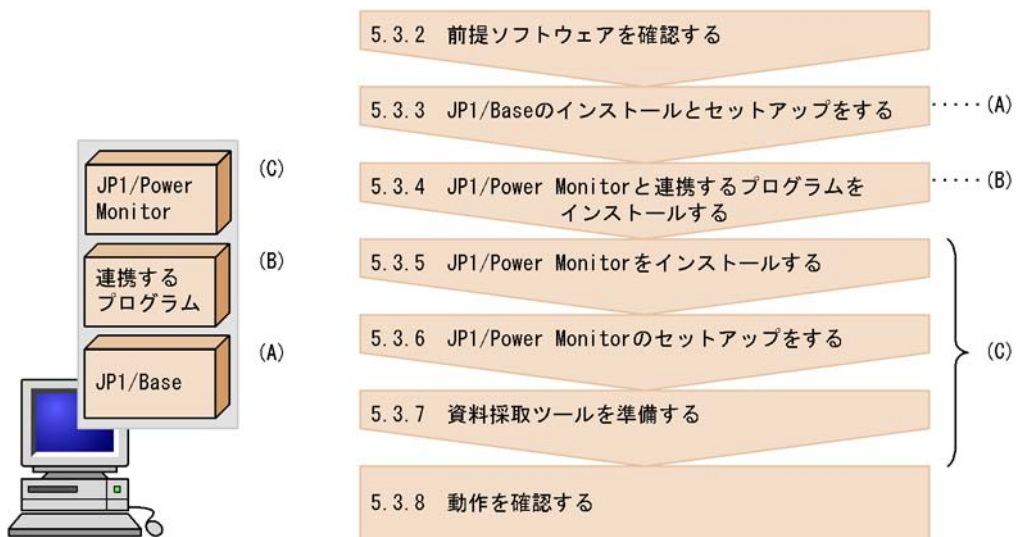 JP1/Power
Monitor
(C)
連携する
プログラム
(B)
JP1/Base
(A)
5.3.2 前提ソフトウェアを確認する
5.3.3 JP1/Baseのインストールとセットアップをする
·····(A)
5.3.4 JP1/Power Monitorと連携するプログラムを
インストールする
·····(B)
5.3.5 JP1/Power Monitorをインストールする
5.3.6 JP1/Power Monitorのセットアップをする
5.3.7 資料採取ツールを準備する
(C)
5.3.8 動作を確認する